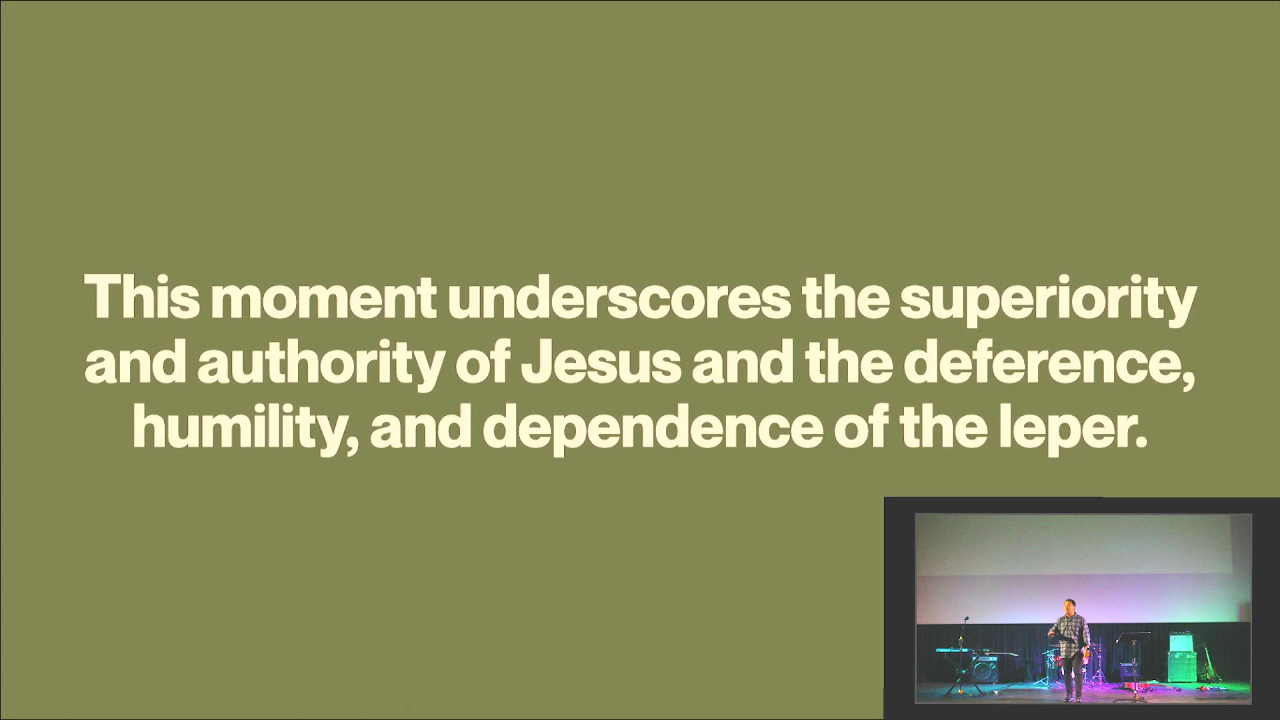 This moment underscores the superiority
and authority of Jesus and the deference,
humility, and dependence of the leper.